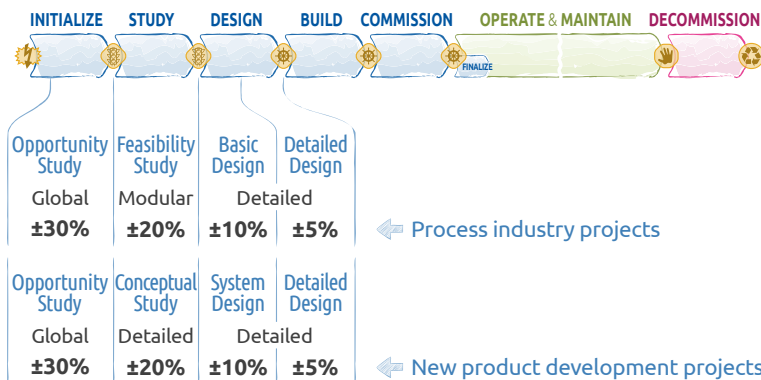 INITIALIZE STUDY DESIGN BUILD COMMISSION OPERATE & MAINTAIN DECOMMISSION
FINALIZE
Opportunity Feasibility Basic Detailed
Study Study Design Design
Global Modular Detailed
±30% ±20% ±10% ±5% Process industry projects
Opportunity Conceptual System Detailed
Study Study Design Design
Global Detailed Detailed
±30% ±20% ±10% ±5% New product development projects